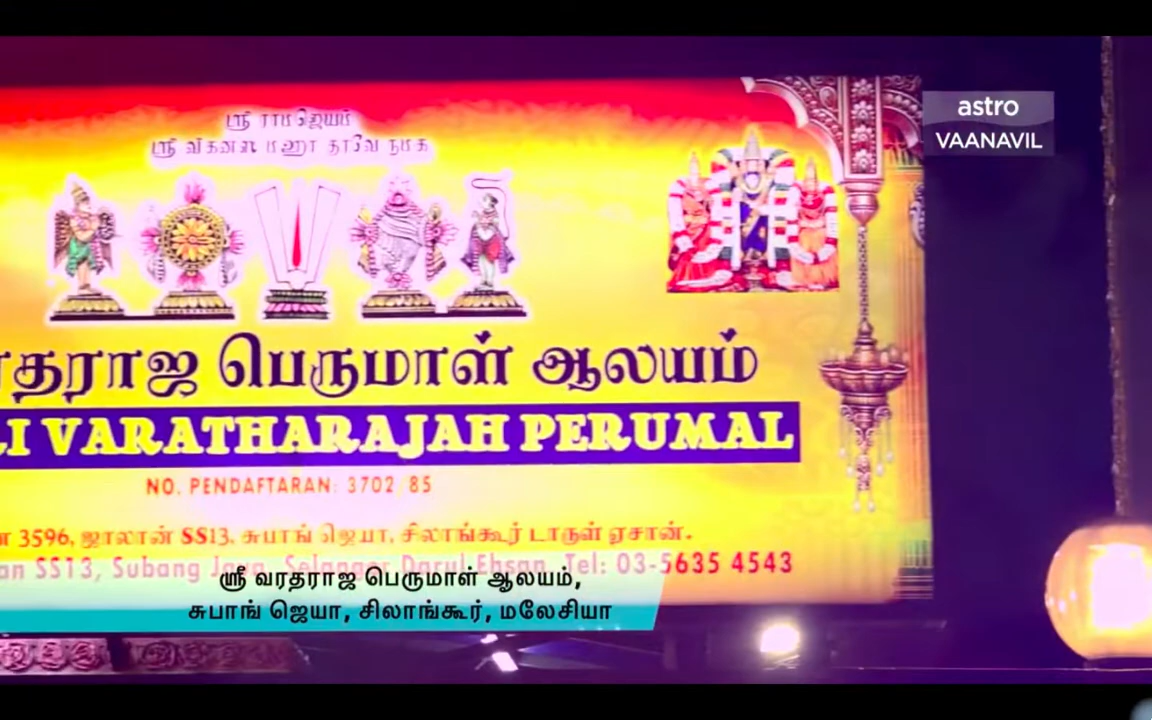 ஸ்ரீ ராமஜெயம்
astro
VAANAVIL
ரதராஜ பெருமாள் ஆலயம்
VARATHARAJAH PERUMAL
NO. PENDAFTARAN: 3702/85
3596, ஜாலான் SS13, சுபாங் ஜெயா, சிலாங்கூர் டாருள் ஏசான்.
SS13, Subang Jaya, Selangor Darul Ehsan. Tel: 03-5635 4543
ஸ்ரீ வரதராஜ பெருமாள் ஆலயம்,
சுபாங் ஜெயா, சிலாங்கூர், மலேசியா